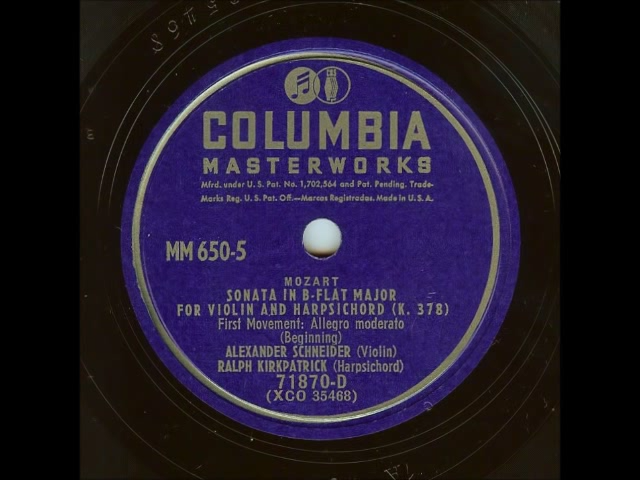 COLUMBIA
MASTERWORKS
Mfrd. under U. S. Pat. No. 1,702,564 and Pat. Pending. Trade-
Marks Reg. U. S. Pat. Off.—Marcas Registradas. Made in U. S. A.
MM 650-5
MOZART
SONATA IN B-FLAT MAJOR
FOR VIOLIN AND HARPSICHORD (K. 378)
First Movement: Allegro moderato
(Beginning)
ALEXANDER SCHNEIDER (Violin)
RALPH KIRKPATRICK (Harpsichord)
71870-D
(XCO 35468)